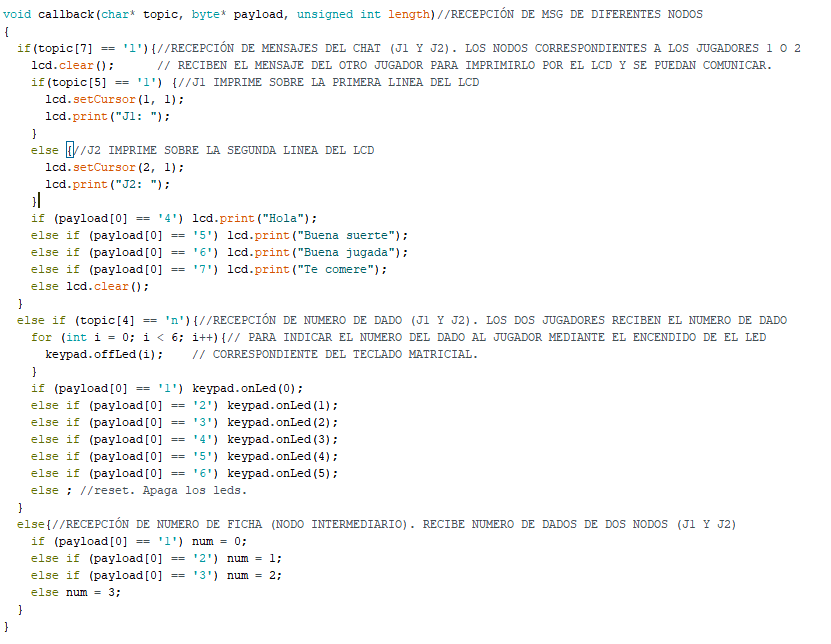 void callback(char* topic, byte* payload, unsigned int length)//RECEPCIÓN DE MSG DE DIFERENTES NODOS
{
  if(topic[7] == 'l'){//RECEPCIÓN DE MENSAJES DEL CHAT (J1 Y J2). LOS NODOS CORRESPONDIENTES A LOS JUGADORES 1 O 2
    lcd.clear();      // RECIBEN EL MENSAJE DEL OTRO JUGADOR PARA IMPRIMIRLO POR EL LCD Y SE PUEDAN COMUNICAR.
    if(topic[5] == '1') {//J1 IMPRIME SOBRE LA PRIMERA LINEA DEL LCD
      lcd.setCursor(1, 1);
      lcd.print("J1: ");
    }
    else {//J2 IMPRIME SOBRE LA SEGUNDA LINEA DEL LCD
      lcd.setCursor(2, 1);
      lcd.print("J2: ");
    }
    if (payload[0] == '4') lcd.print("Hola");
    else if (payload[0] == '5') lcd.print("Buena suerte");
    else if (payload[0] == '6') lcd.print("Buena jugada");
    else if (payload[0] == '7') lcd.print("Te comere");
    else lcd.clear();
  }
  else if (topic[4] == 'n'){//RECEPCIÓN DE NUMERO DE DADO (J1 Y J2). LOS DOS JUGADORES RECIBEN EL NUMERO DE DADO
    for (int i = 0; i < 6; i++){// PARA INDICAR EL NUMERO DEL DADO AL JUGADOR MEDIANTE EL ENCENDIDO DE EL LED
      keypad.offLed(i);    // CORRESPONDIENTE DEL TECLADO MATRICIAL.
    }
    if (payload[0] == '1') keypad.onLed(0);
    else if (payload[0] == '2') keypad.onLed(1);
    else if (payload[0] == '3') keypad.onLed(2);
    else if (payload[0] == '4') keypad.onLed(3);
    else if (payload[0] == '5') keypad.onLed(4);
    else if (payload[0] == '6') keypad.onLed(5);
    else ; //reset. Apaga los leds.
  }
  else{//RECEPCIÓN DE NUMERO DE FICHA (NODO INTERMEDIARIO). RECIBE NUMERO DE DADOS DE DOS NODOS (J1 Y J2)
    if (payload[0] == '1') num = 0;
    else if (payload[0] == '2') num = 1;
    else if (payload[0] == '3') num = 2;
    else num = 3;
  }
}